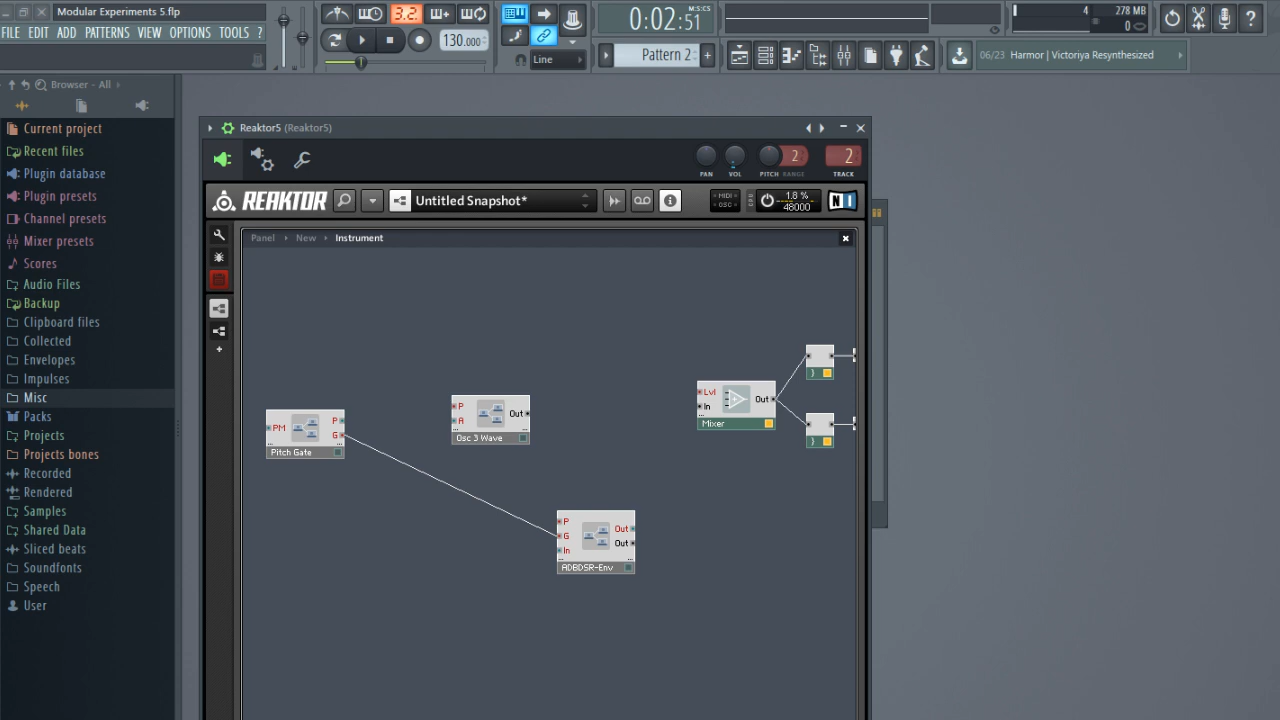 Modular Experiments 5.flp
FILE EDIT ADD PATTERNS VIEW OPTIONS TOOLS ?
3.2.
130.000
Line
0:02:51
M:S:CS
Pattern 2
4
278 MB
0
06/23 Harmor | Victoriya Resynthesized
Browser - All
Current project
Recent files
Plugin database
Plugin presets
Channel presets
Mixer presets
Scores
Audio Files
Backup
Clipboard files
Collected
Envelopes
Impulses
Misc
Packs
Projects
Projects bones
Recorded
Rendered
Samples
Shared Data
Sliced beats
Soundfonts
Speech
User
Reaktor5 (Reaktor5)
PAN VOL PITCH RANGE TRACK
2
2
REAKTOR
Untitled Snapshot*
MIDI
OSC
CPU
1.8 %
48000
NI
Panel New Instrument
PM P
G
Pitch Gate
P
A
Out
Osc 3 Wave
P
G
In
Out
Out
ADBDSR-Env
Lvl
In
Out
Mixer
)
)